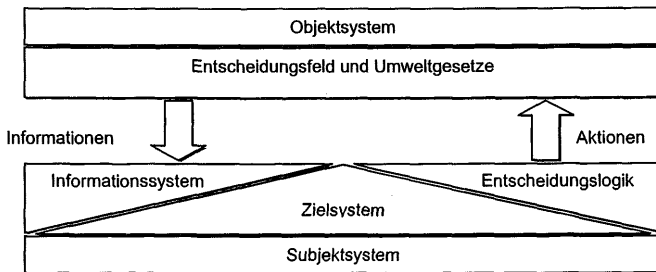 Objektsystem
Entscheidungsfeld und Umweltgesetze
Informationen
Aktionen
Informationssystem
Entscheidungslogik
Zielsystem
Subjektsystem